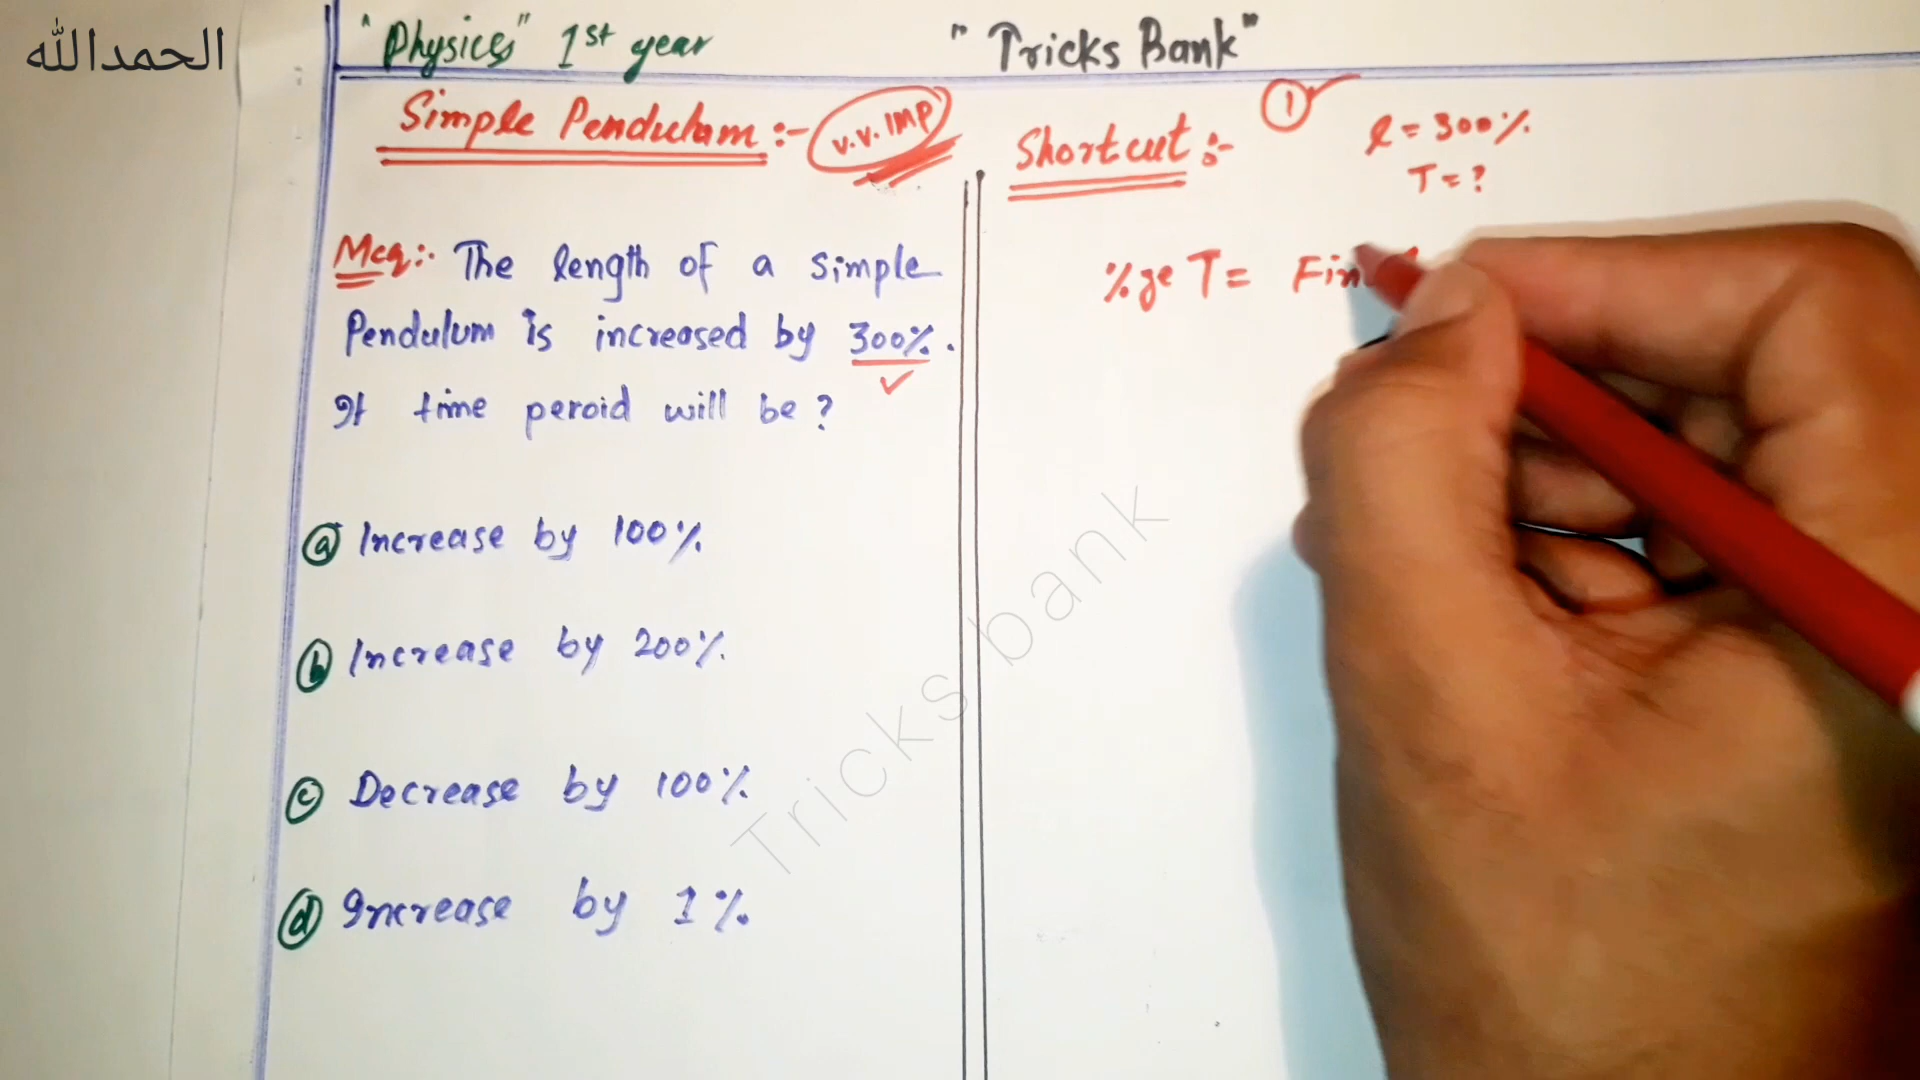 الحمدالله
"Physics" 1st year
"Tricks Bank"
Simple Pendulum :- V.V. IMP
Mcq:- The length of a simple
Pendulum is increased by 300%.
It time peroid will be?
a Increase by 100%
b Increase by 200%
c Decrease by 100%
d Increase by 1%
Shortcut :- 1
l = 300%
T = ?
%ge T =
Tricks bank